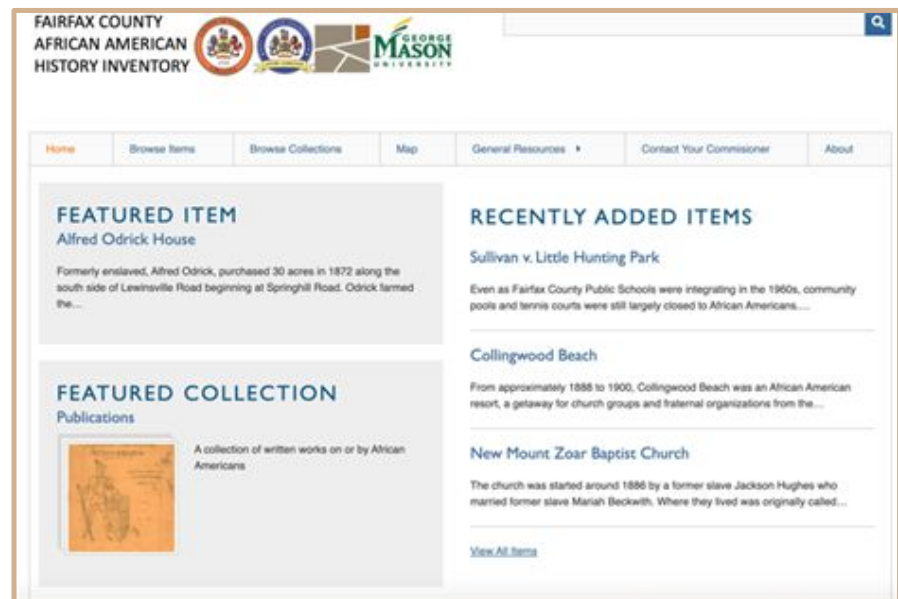 FAIRFAX COUNTY
AFRICAN AMERICAN
HISTORY INVENTORY
GEORGE
MASON
UNIVERSITY
Home
Browse Items
Browse Collections
Map
General Resources
Contact Your Commisioner
About
FEATURED ITEM
Alfred Odrick House
Formerly enslaved, Alfred Odrick, purchased 30 acres in 1872 along the
south side of Lewinsville Road beginning at Springhill Road. Odrick farmed
the...
FEATURED COLLECTION
Publications
A collection of written works on or by African
Americans
RECENTLY ADDED ITEMS
Sullivan v. Little Hunting Park
Even as Fairfax County Public Schools were integrating in the 1960s, community
pools and tennis courts were still largely closed to African Americans....
Collingwood Beach
From approximately 1888 to 1900, Collingwood Beach was an African American
resort, a getaway for church groups and fraternal organizations from the...
New Mount Zoar Baptist Church
The church was started around 1886 by a former slave Jackson Hughes who
married former slave Mariah Beckwith. Where they lived was originally called...
View All Items